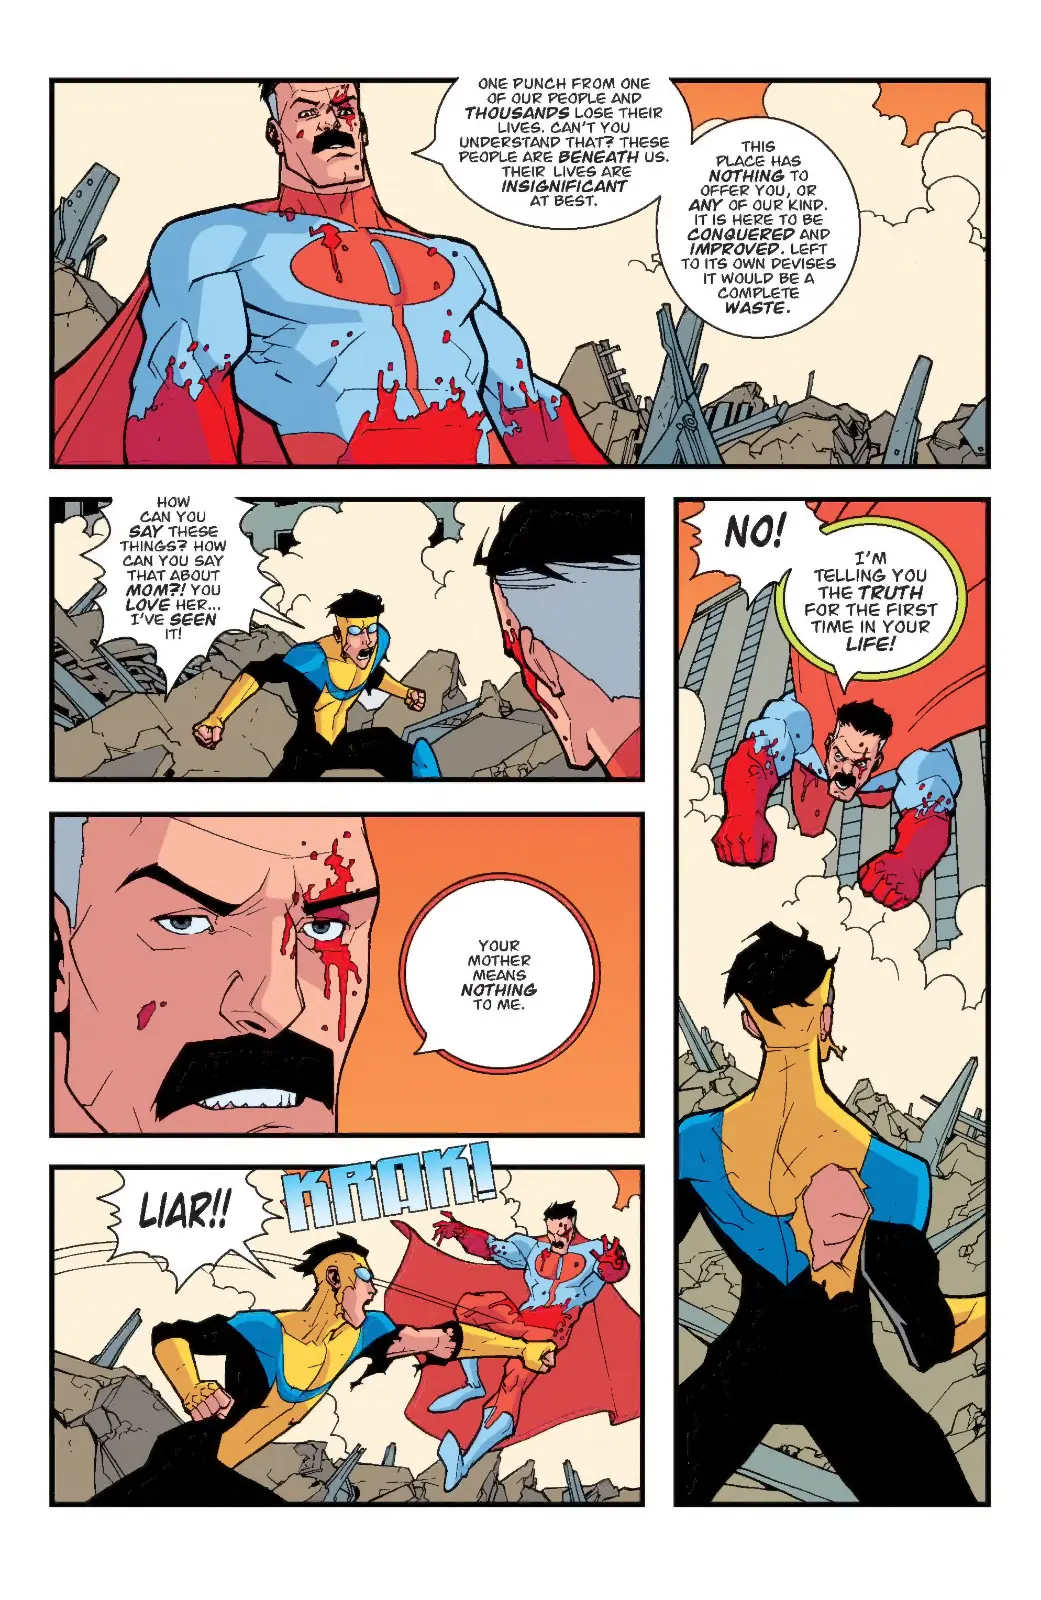 ONE PUNCH FROM ONE
OF OUR PEOPLE AND
THOUSANDS LOSE THEIR
LIVES. CAN'T YOU
UNDERSTAND THAT? THESE
PEOPLE ARE BENEATH US.
THEIR LIVES ARE
INSIGNIFICANT
AT BEST.
THIS
PLACE HAS
NOTHING TO
OFFER YOU, OR
ANY OF OUR KIND.
IT IS HERE TO BE
CONQUERED AND
IMPROVED. LEFT
TO ITS OWN DEVISES
IT WOULD BE A
COMPLETE
WASTE.
HOW
CAN YOU
SAY THESE
THINGS? HOW
CAN YOU SAY
THAT ABOUT
MOM?! YOU
LOVE HER...
I'VE SEEN
IT!
YOUR
MOTHER
MEANS
NOTHING
TO ME.
LIAR!!
KRAK!
NO!
I'M
TELLING YOU
THE TRUTH
FOR THE FIRST
TIME IN YOUR
LIFE!